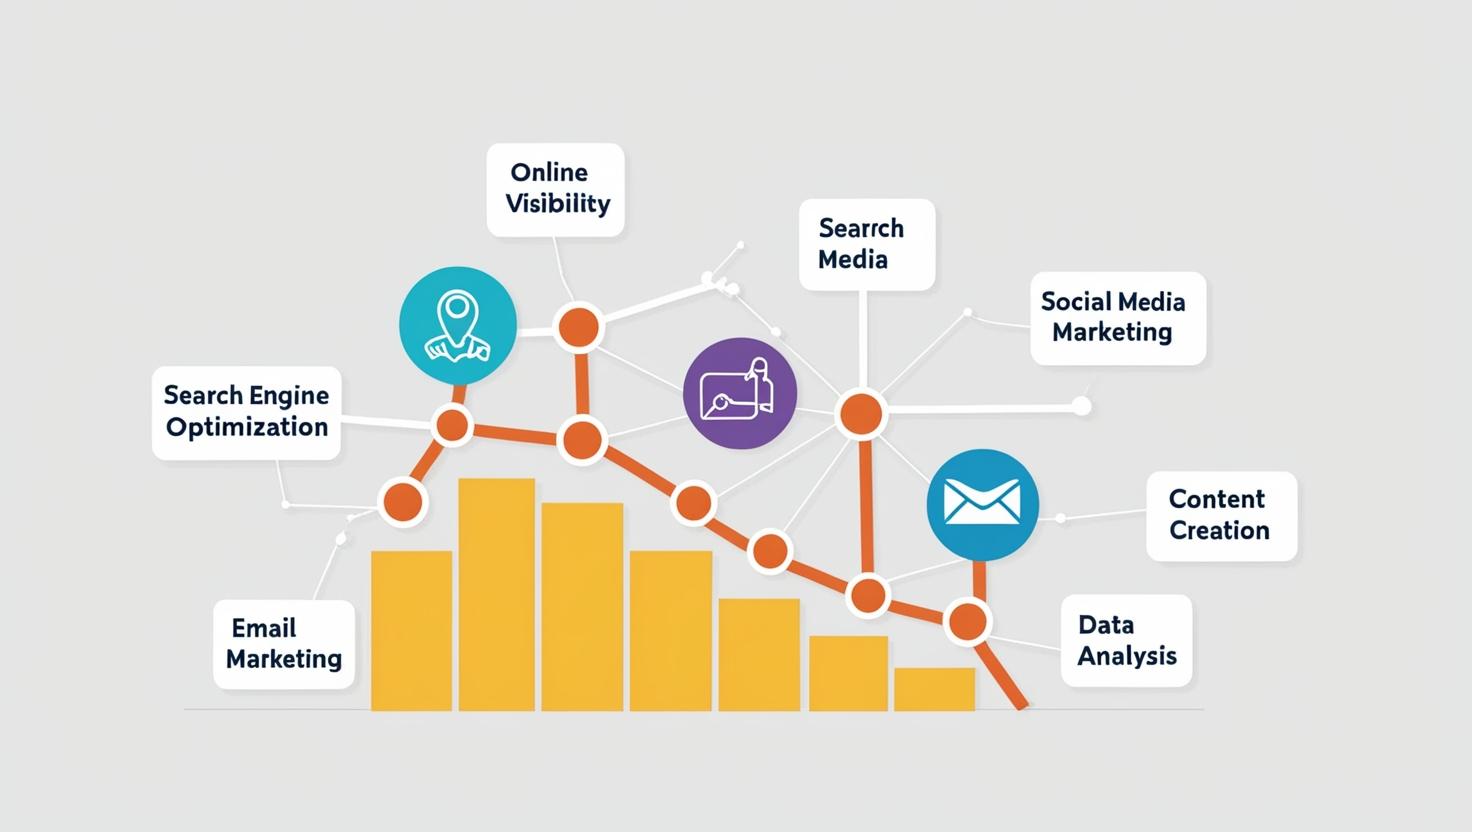 Online
Visibility
Search
Media
Social Media
Marketing
Search Engine
Optimization
Content
Creation
Email
Marketing
Data
Analysis